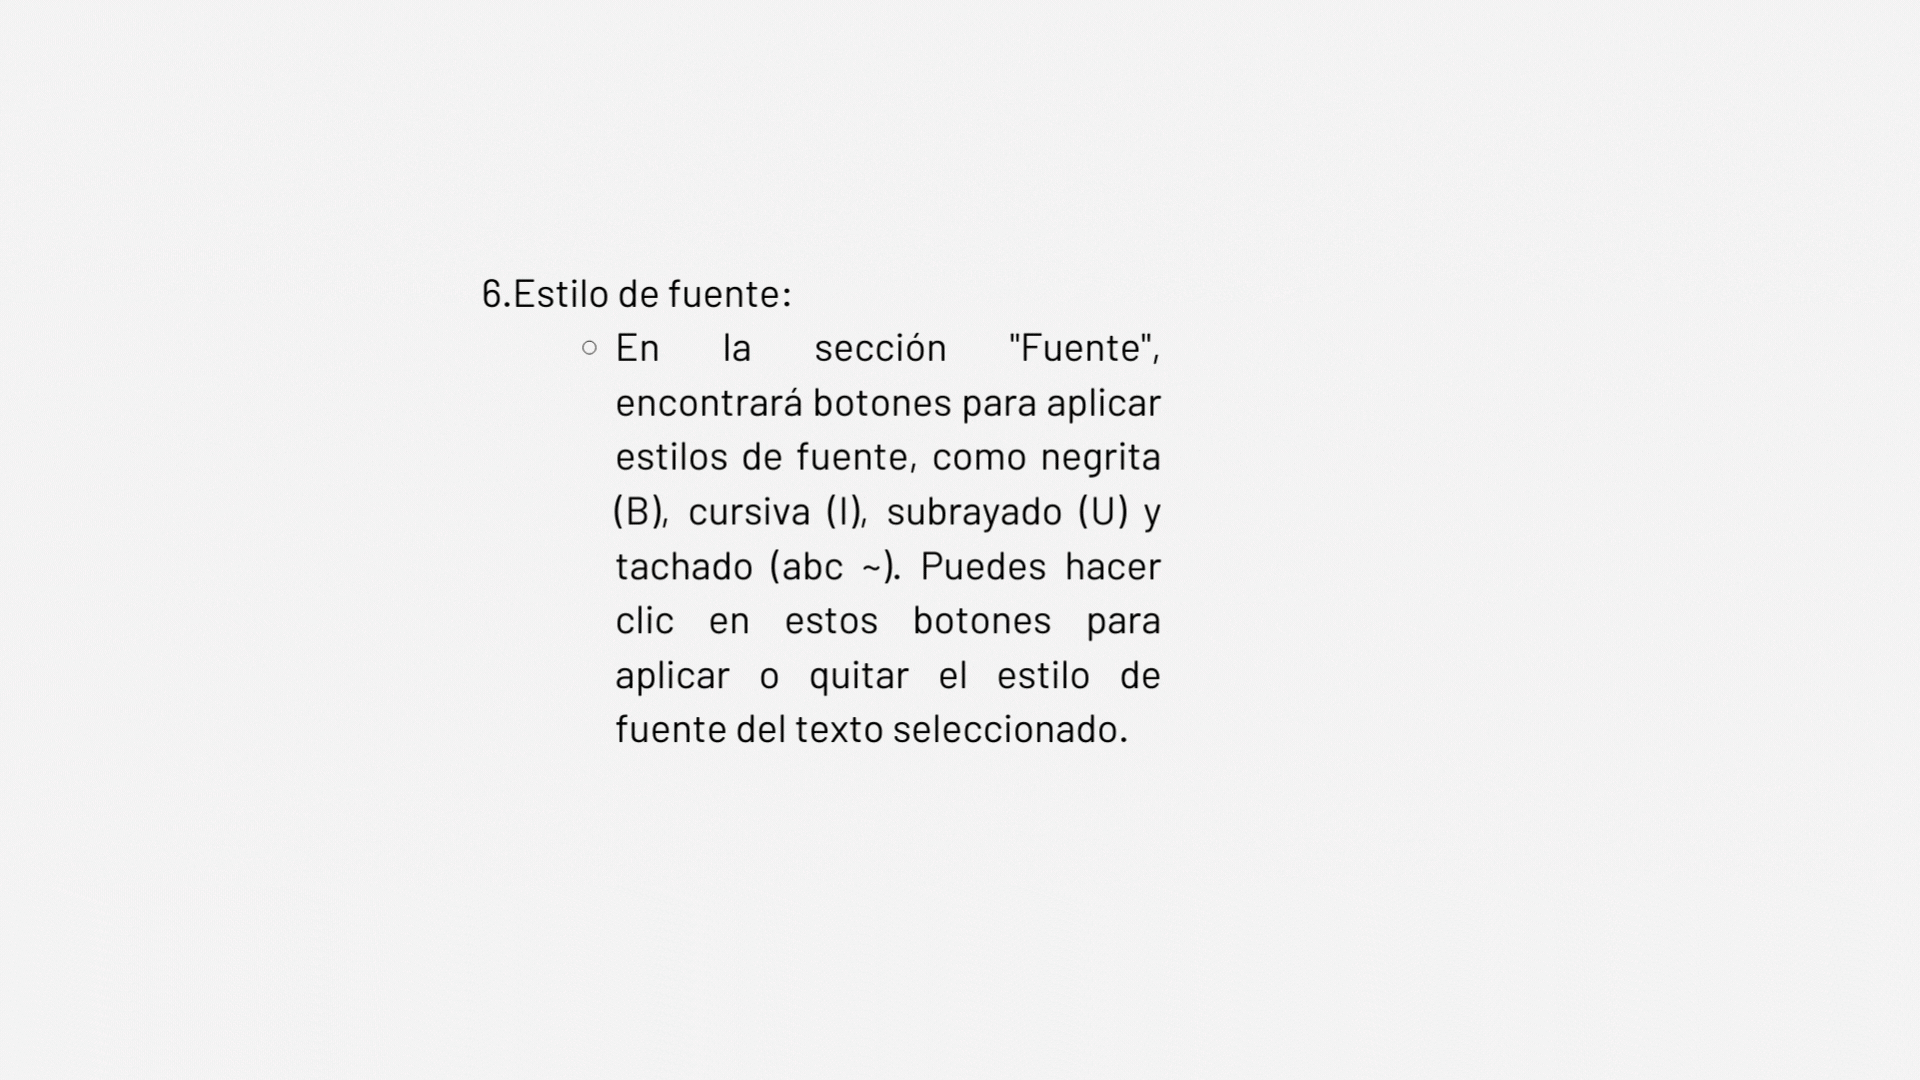 6.Estilo de fuente:
○ En la sección "Fuente",
encontrará botones para aplicar
estilos de fuente, como negrita
(B), cursiva (I), subrayado (U) y
tachado (abc ~). Puedes hacer
clic en estos botones para
aplicar o quitar el estilo de
fuente del texto seleccionado.